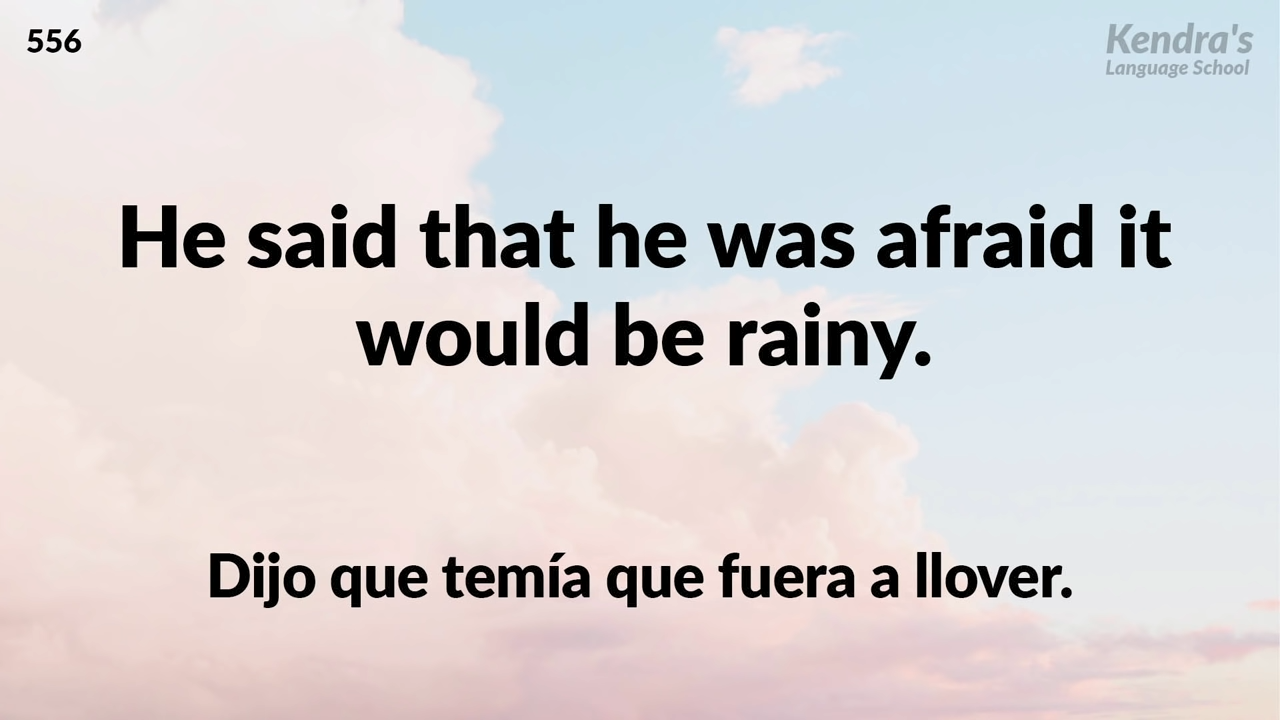 556
Kendra's
Language School
He said that he was afraid it
would be rainy.
Dijo que temía que fuera a llover.